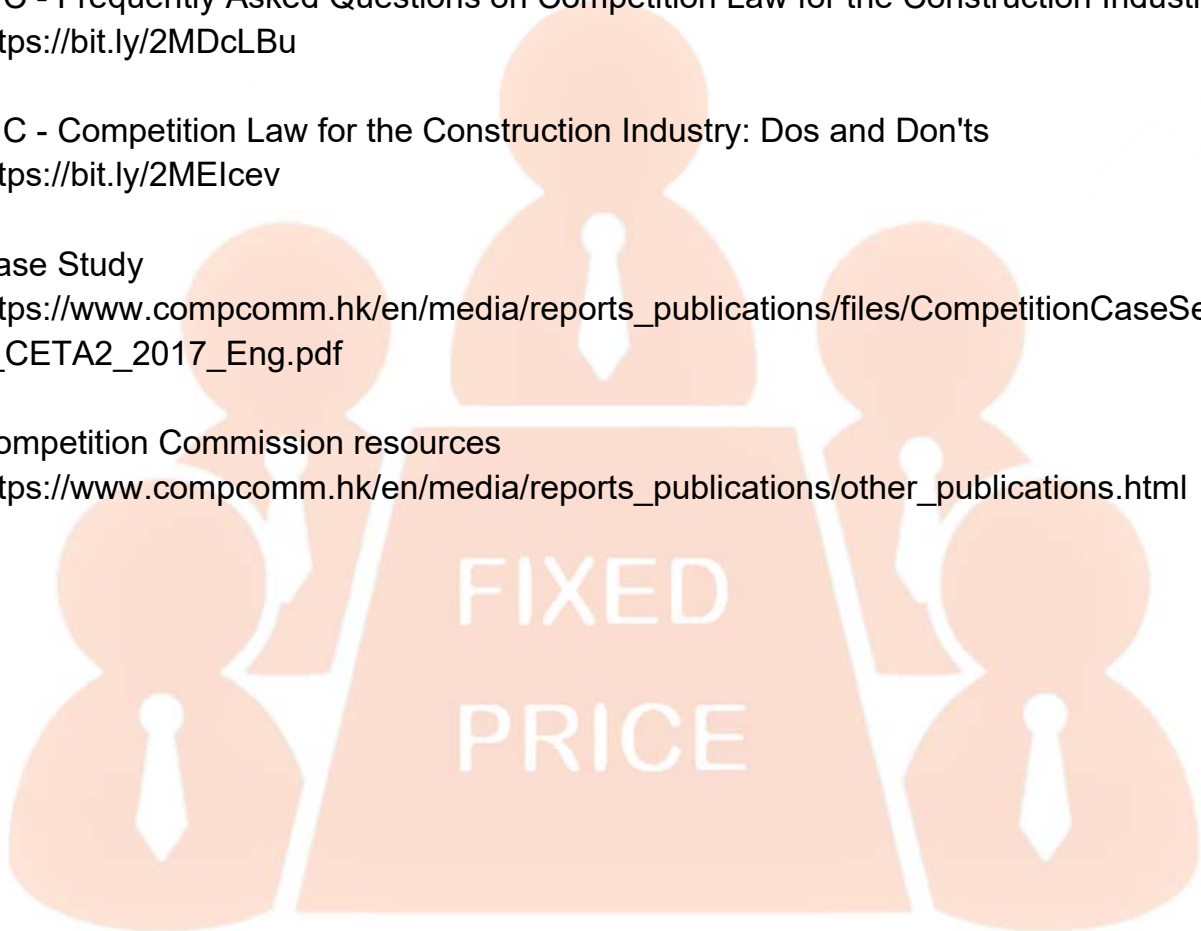 C - Frequently Asked Questions on Competition Law for the Construction Industr
tps://bit.ly/2MDcLBu
C - Competition Law for the Construction Industry: Dos and Don'ts
tps://bit.ly/2MEIcev
ase Study
tps://www.compcomm.hk/en/media/reports_publications/files/CompetitionCaseSe
_CETA2_2017_Eng.pdf
ompetition Commission resources
tps://www.compcomm.hk/en/media/reports_publications/other_publications.html
FIXED
PRICE